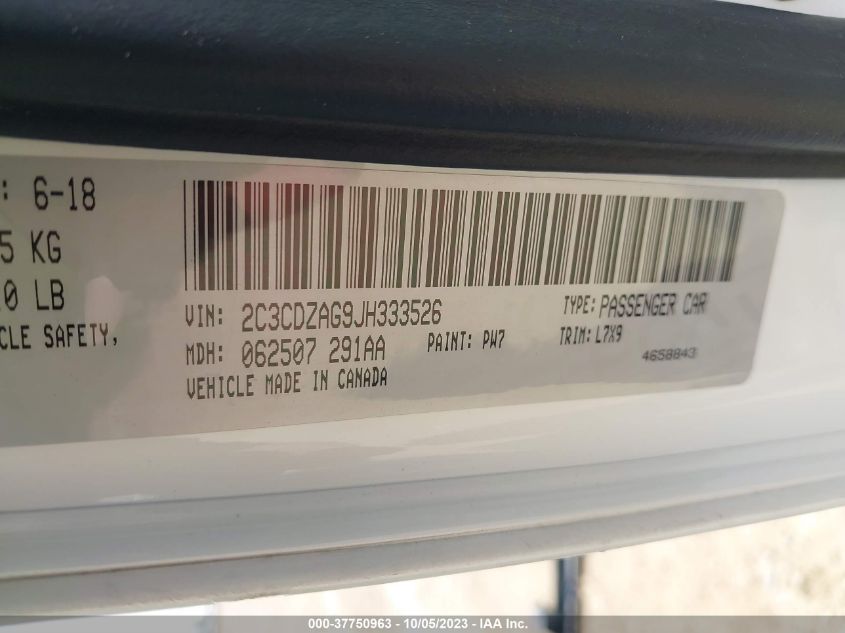 : 6-18
5 KG
0 LB
CLE SAFETY,
VIN: 2C3CDZAG9JH333526
TYPE: PASSENGER CAR
MDH: 062507 291AA
PAINT: PW7
TRIM: L7X9
4658843
VEHICLE MADE IN CANADA
000-37750963 - 10/05/2023 - IAA Inc.